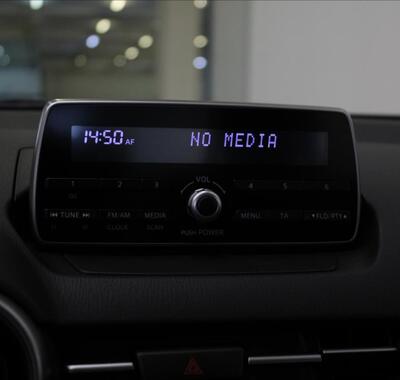 14:50 AF NO MEDIA
VOL
1 2 3 4 5 6
TUNE FM/AM MEDIA MENU TA FLD/PTY
CLOCK SCAN PUSH POWER